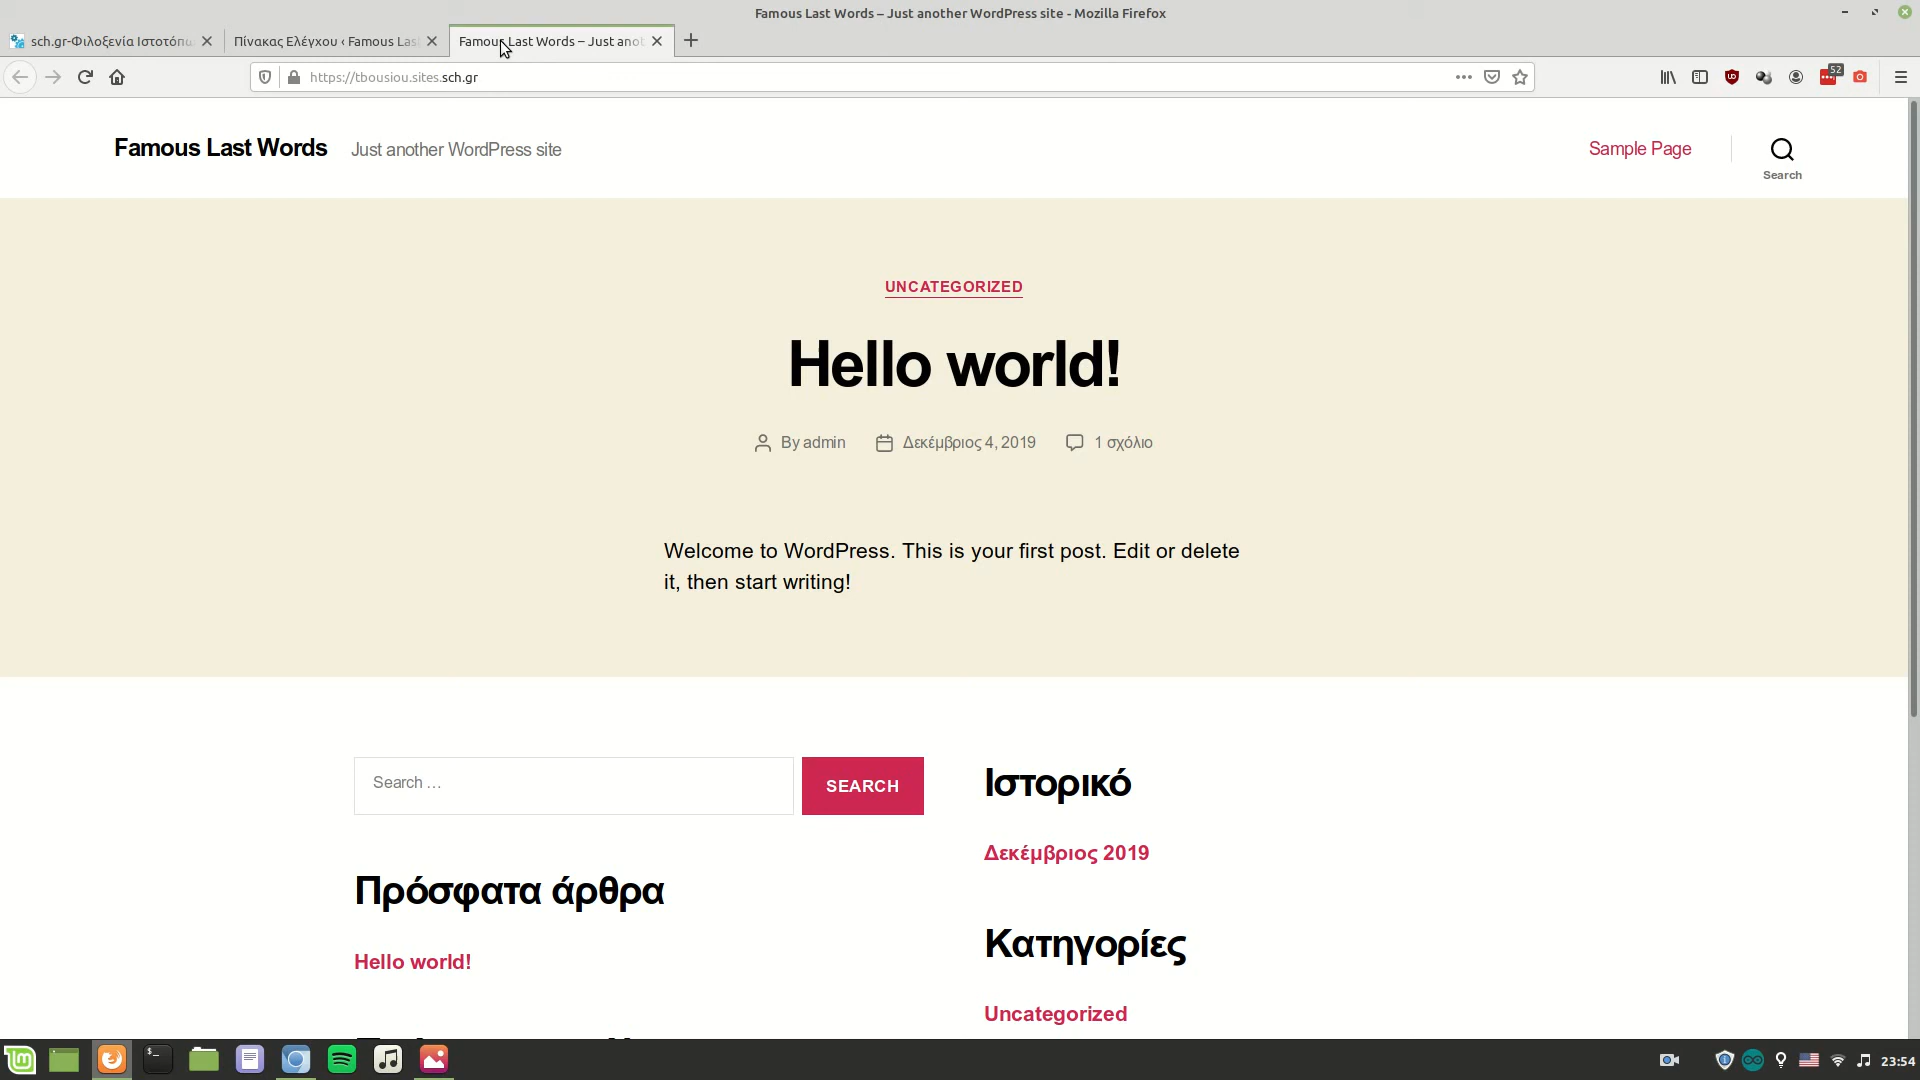 Famous Last Words – Just another WordPress site - Mozilla Firefox
sch.gr-Φιλοξενία Ιστοτόπω
Πίνακας Ελέγχου ‹ Famous Las
Famous Last Words – Just anot
https://tbousiou.sites.sch.gr
52
Famous Last Words
Just another WordPress site
Sample Page
Search
UNCATEGORIZED
Hello world!
By admin
Δεκέμβριος 4, 2019
1 σχόλιο
Welcome to WordPress. This is your first post. Edit or delete
it, then start writing!
Search …
SEARCH
Ιστορικό
Δεκέμβριος 2019
Πρόσφατα άρθρα
Κατηγορίες
Hello world!
Uncategorized
23:54